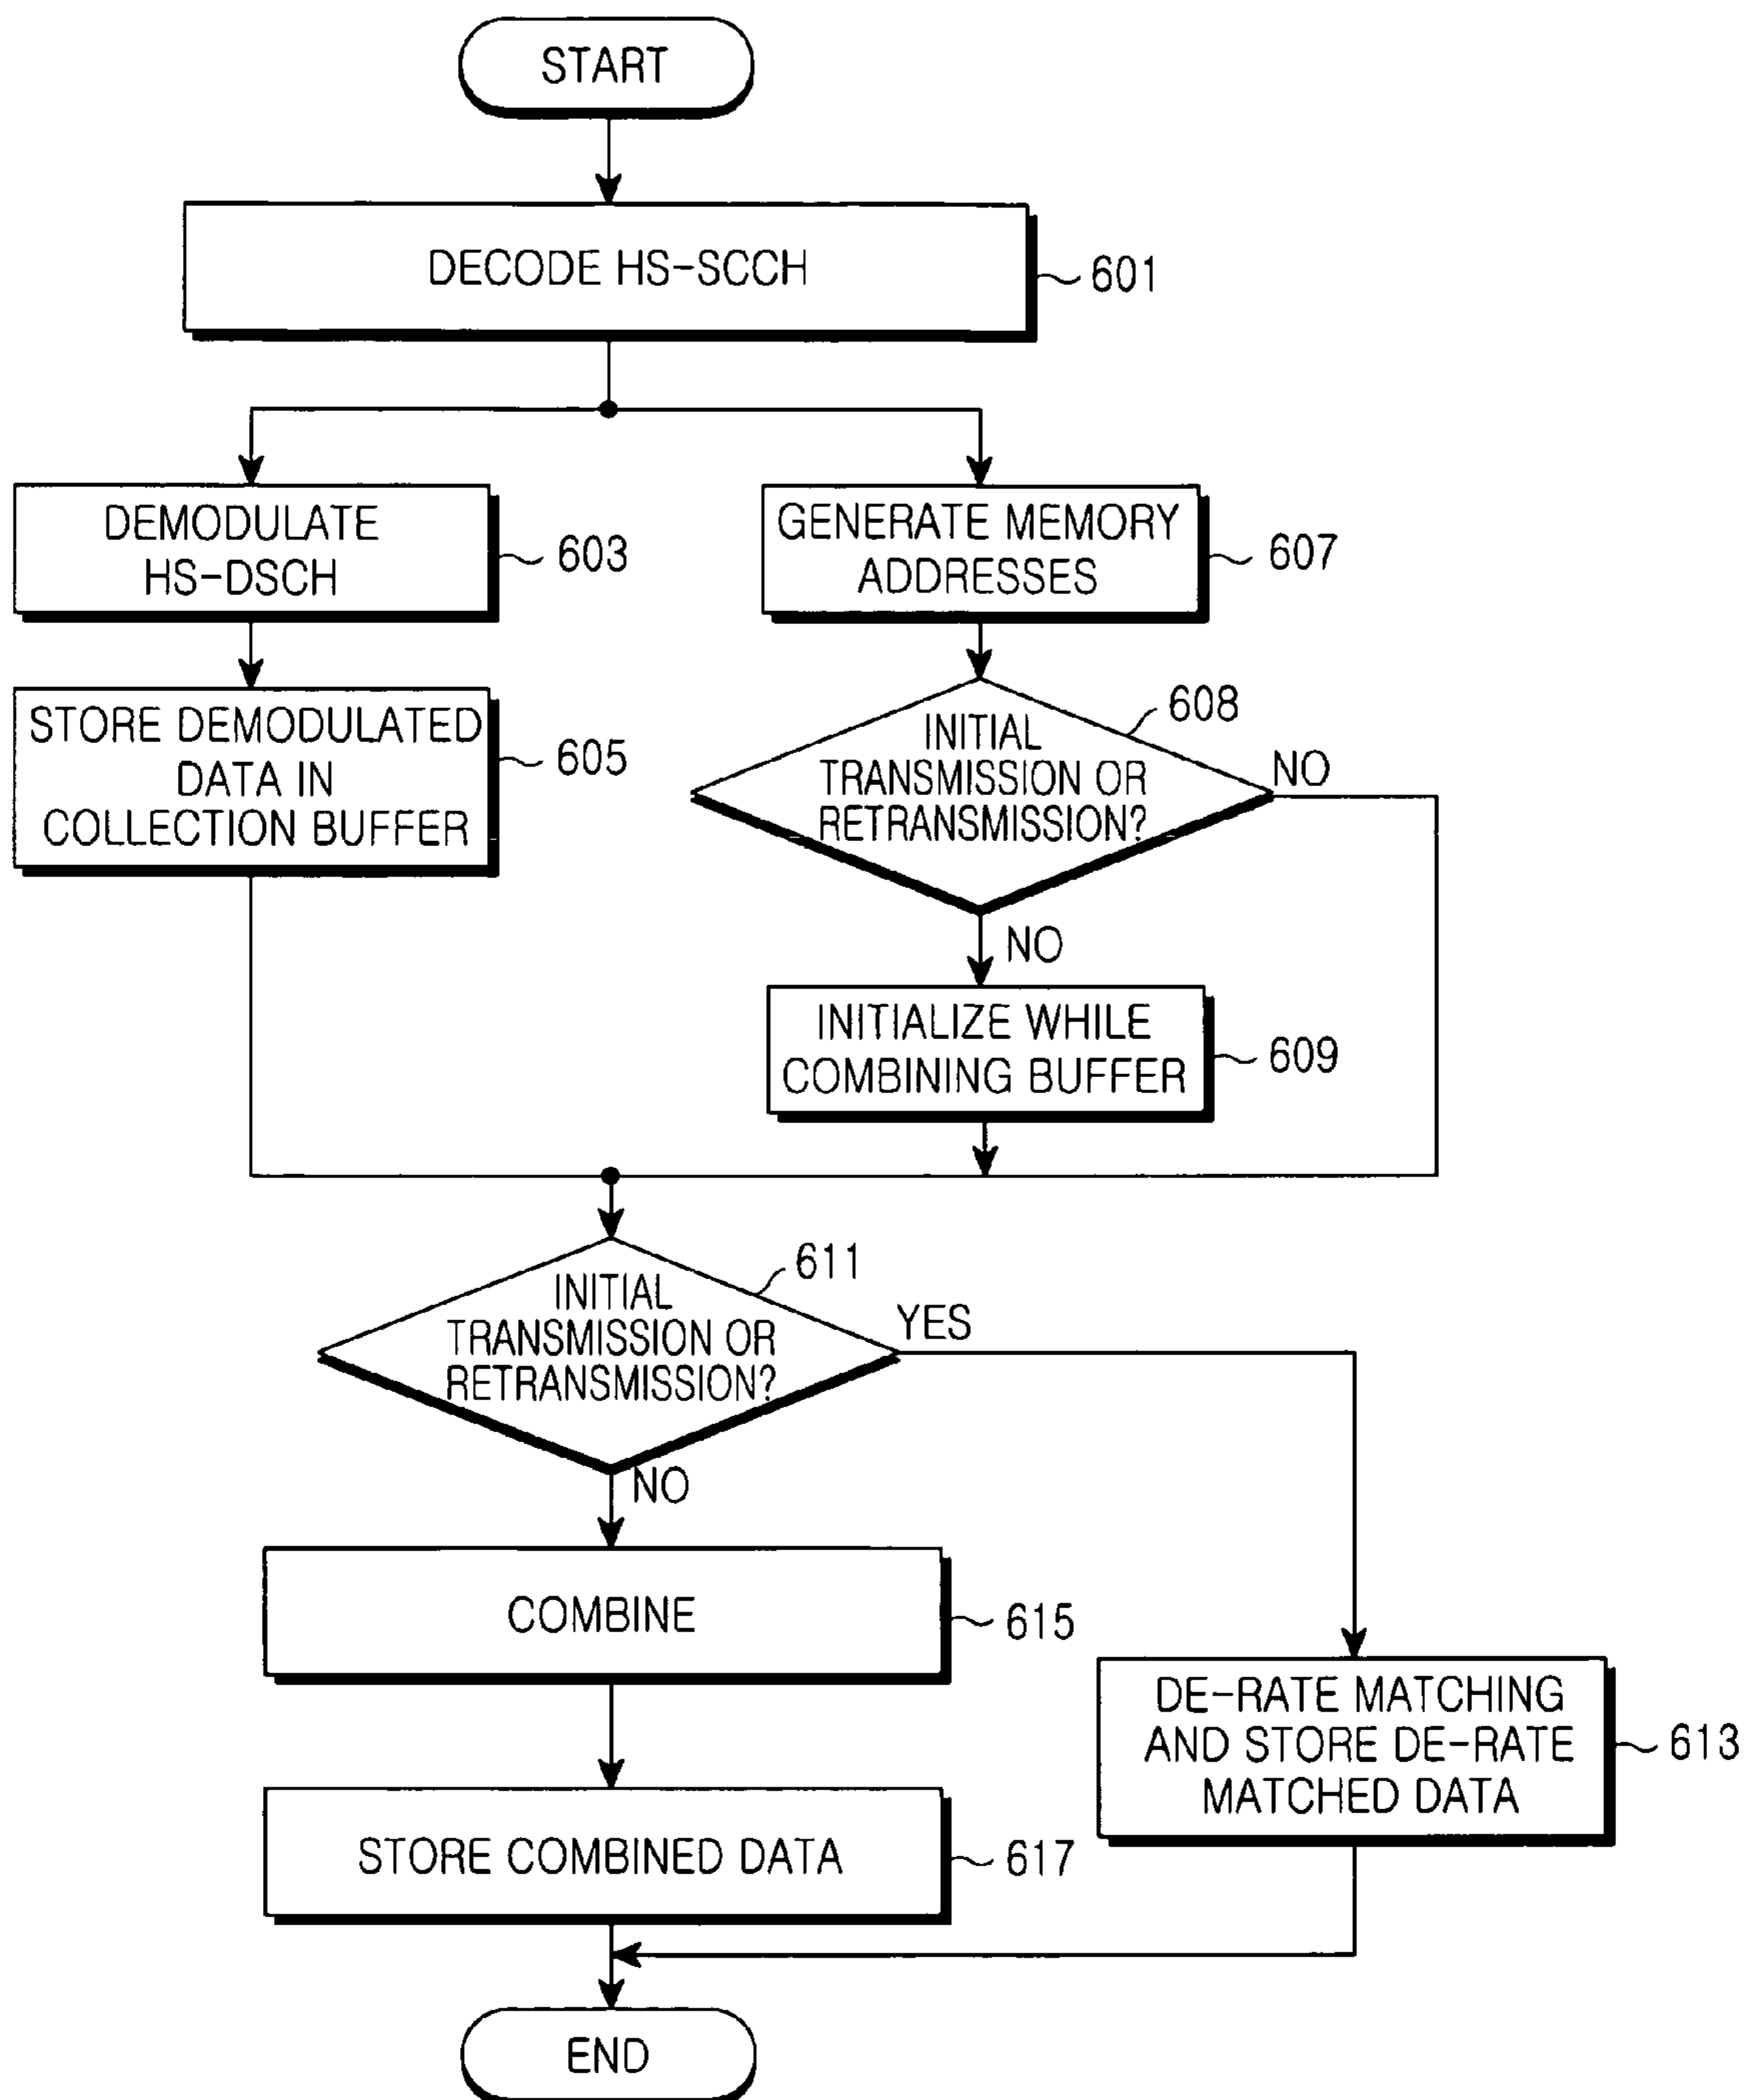 START
DECODE HS-SCCH
601
DEMODULATE
HS-DSCH
603
GENERATE MEMORY
ADDRESSES
607
STORE DEMODULATED
DATA IN
COLLECTION BUFFER
605
INITIAL
TRANSMISSION OR
RETRANSMISSION?
608
NO
NO
INITIALIZE WHILE
COMBINING BUFFER
609
INITIAL
TRANSMISSION OR
RETRANSMISSION?
611
YES
NO
COMBINE
615
DE-RATE MATCHING
AND STORE DE-RATE
MATCHED DATA
613
STORE COMBINED DATA
617
END